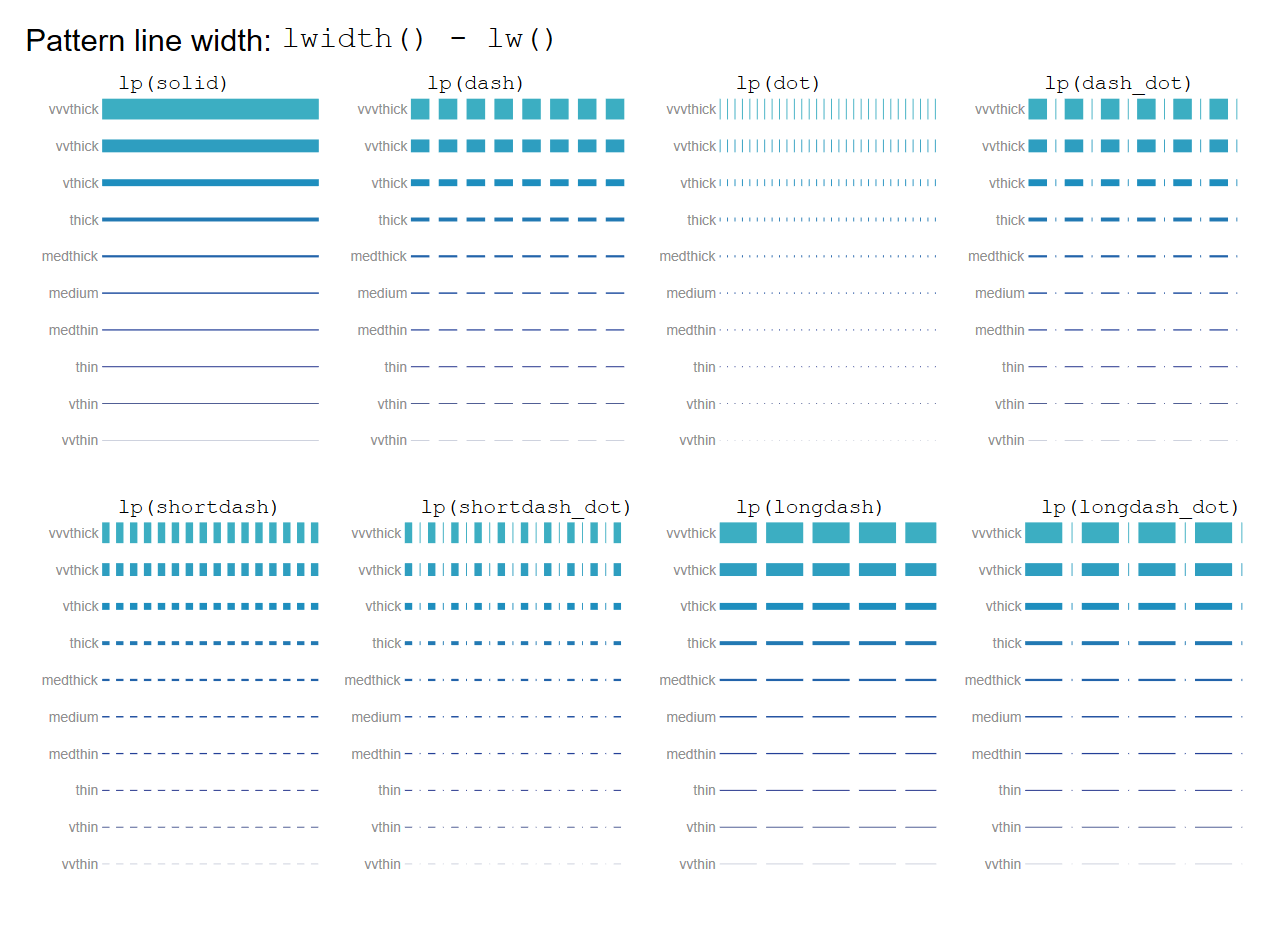 Pattern line width: lwidth() - lw()
lp(solid) lp(dash) lp(dot) lp(dash_dot)
vvvthick vvvthick vvvthick vvvthick
vvthick vvthick vvthick vvthick
vthick vthick vthick vthick
thick thick thick thick
medthick medthick medthick medthick
medium medium medium medium
medthin medthin medthin medthin
thin thin thin thin
vthin vthin vthin vthin
vvthin vvthin vvthin vvthin
lp(shortdash) lp(shortdash_dot) lp(longdash) lp(longdash_dot)
vvvthick vvvthick vvvthick vvvthick
vvthick vvthick vvthick vvthick
vthick vthick vthick vthick
thick thick thick thick
medthick medthick medthick medthick
medium medium medium medium
medthin medthin medthin medthin
thin thin thin thin
vthin vthin vthin vthin
vvthin vvthin vvthin vvthin